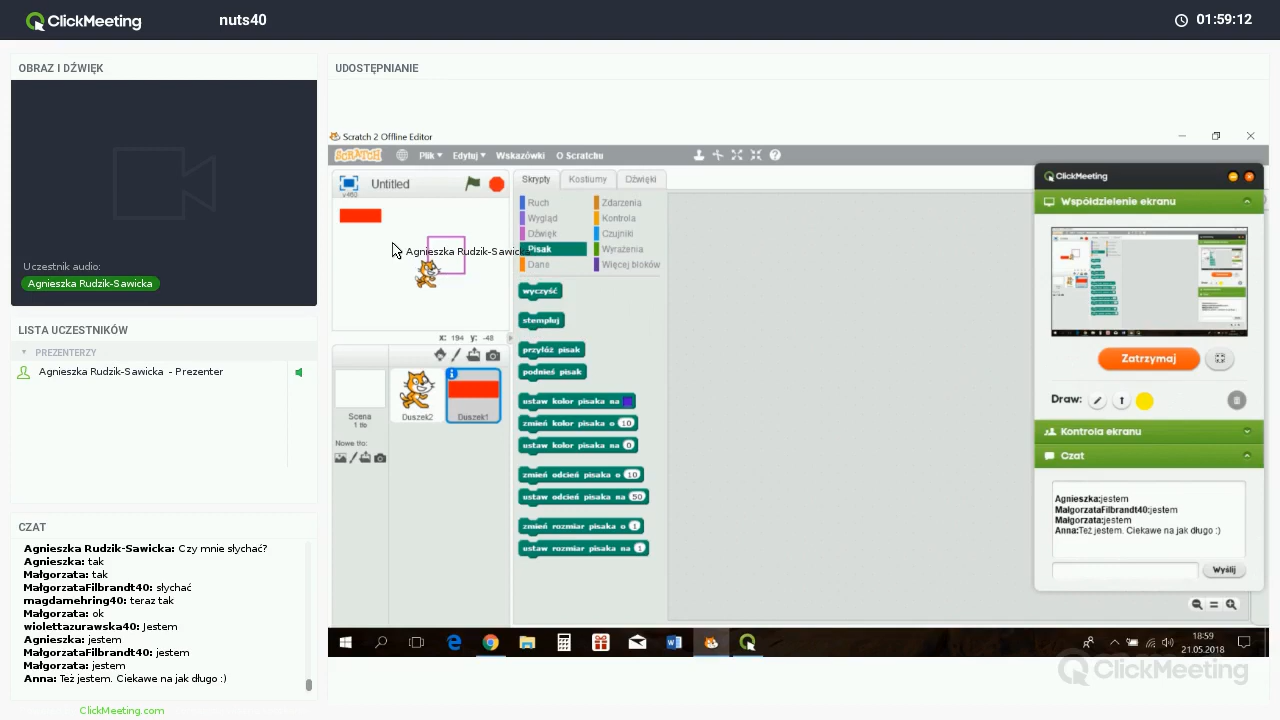 ClickMeeting
nuts40
01:59:12
OBRAZ I DŹWIĘK
UDOSTĘPNIANIE
Uczestnik audio:
Agnieszka Rudzik-Sawicka
LISTA UCZESTNIKÓW
PREZENTERZY
Agnieszka Rudzik-Sawicka - Prezenter
CZAT
Agnieszka Rudzik-Sawicka: Czy mnie słychać?
Agnieszka: tak
Małgorzata: tak
MałgorzataFilbrandt40: słychać
magdamehring40: teraz tak
Małgorzata: ok
wiolettazurawska40: Jestem
Agnieszka: jestem
MałgorzataFilbrandt40: jestem
Małgorzata: jestem
Anna: Też jestem. Ciekawe na jak długo :)
ClickMeeting.com
Scratch 2 Offline Editor
SCRATCH
Plik
Edytuj
Wskazówki
O Scratchu
v460
Untitled
Agnieszka Rudzik-Sawicka
x: 194 y: -48
Duszek2
Duszek1
Scena
1 tło
Nowe tło:
Skrypty
Kostiumy
Dźwięki
Ruch
Zdarzenia
Wygląd
Kontrola
Dźwięk
Czujniki
Pisak
Wyrażenia
Dane
Więcej bloków
wyczyść
stempluj
przyłóż pisak
podnieś pisak
ustaw kolor pisaka na
zmień kolor pisaka o 10
ustaw kolor pisaka na 0
zmień odcień pisaka o 10
ustaw odcień pisaka na 50
zmień rozmiar pisaka o 1
ustaw rozmiar pisaka na 1
ClickMeeting
Współdzielenie ekranu
Zatrzymaj
Draw:
Kontrola ekranu
Czat
Agnieszka:jestem
MałgorzataFilbrandt40:jestem
Małgorzata:jestem
Anna:Też jestem. Ciekawe na jak długo :)
Wyślij
18:59
21.05.2018
ClickMeeting